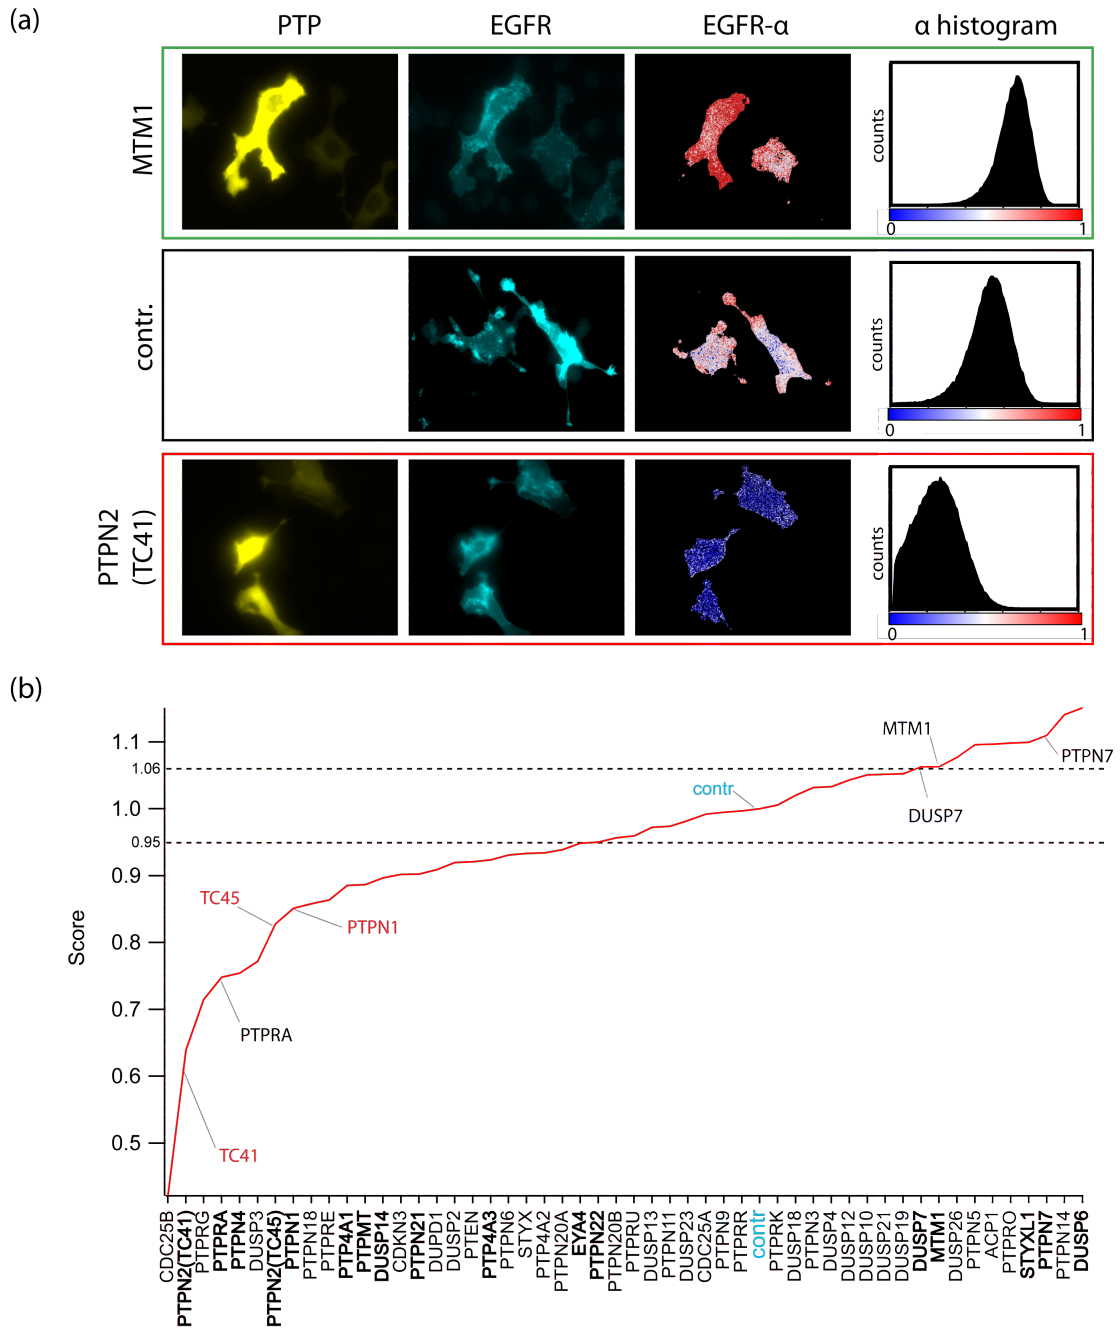 (a)
PTP EGFR EGFR-α α histogram
MTM1
counts
0 1
contr.
counts
0 1
PTPN2
(TC41)
counts
0 1
(b)
Score
1.1
1.06
1.0
0.95
0.9
0.8
0.7
0.6
0.5
MTM1
PTPN7
contr
DUSP7
TC45
PTPN1
PTPRA
TC41
CDC25B
PTPN2(TC41)
PTPRG
PTPRA
PTPN4
DUSP3
PTPN2(TC45)
PTPN1
PTPN18
PTPRE
PTP4A1
PTPMT
DUSP14
CDKN3
PTPN21
DUPD1
DUSP2
PTEN
PTP4A3
PTPN6
STYX
PTP4A2
PTPN20A
EYA4
PTPN22
PTPN20B
PTPRU
DUSP13
PTPN11
DUSP23
CDC25A
PTPN9
PTPRR
contr
PTPRK
DUSP18
PTPN3
DUSP4
DUSP12
DUSP10
DUSP21
DUSP19
DUSP7
MTM1
DUSP26
PTPN5
ACP1
PTPRO
STYXL1
PTPN7
PTPN14
DUSP6